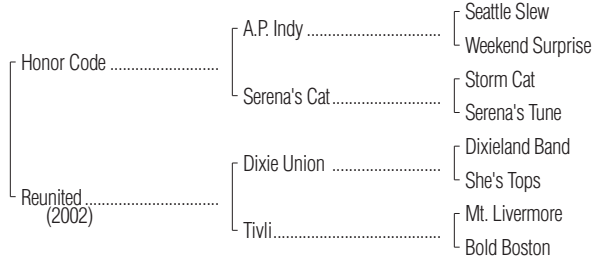 Seattle Slew
A.P. Indy ..............................
Weekend Surprise
Honor Code ........................
Storm Cat
Serena's Cat........................
Serena's Tune
Dixieland Band
Dixie Union ........................
She's Tops
Reunited ..............................
(2002)
Mt. Livermore
Tivli.....................................
Bold Boston